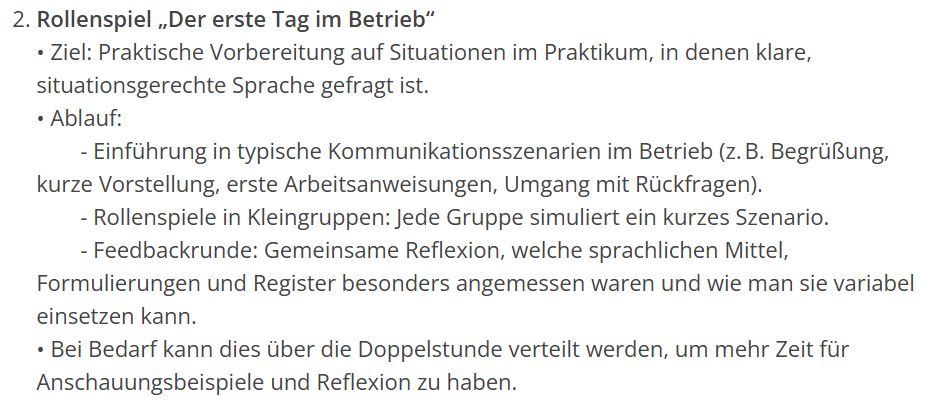 2. Rollenspiel „Der erste Tag im Betrieb“
• Ziel: Praktische Vorbereitung auf Situationen im Praktikum, in denen klare,
situationsgerechte Sprache gefragt ist.
• Ablauf:
- Einführung in typische Kommunikationsszenarien im Betrieb (z. B. Begrüßung,
kurze Vorstellung, erste Arbeitsanweisungen, Umgang mit Rückfragen).
- Rollenspiele in Kleingruppen: Jede Gruppe simuliert ein kurzes Szenario.
- Feedbackrunde: Gemeinsame Reflexion, welche sprachlichen Mittel,
Formulierungen und Register besonders angemessen waren und wie man sie variabel
einsetzen kann.
• Bei Bedarf kann dies über die Doppelstunde verteilt werden, um mehr Zeit für
Anschauungsbeispiele und Reflexion zu haben.